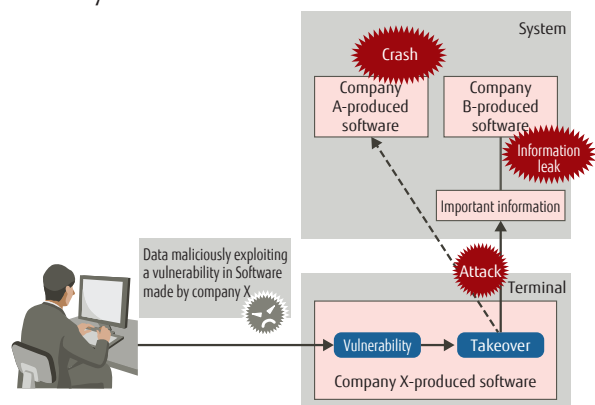 System
Crash
Company
A-produced
software
Company
B-produced
software
Information
leak
Important information
Data maliciously exploiting
a vulnerability in Software
made by company X
Attack
Terminal
Vulnerability
Takeover
Company X-produced software